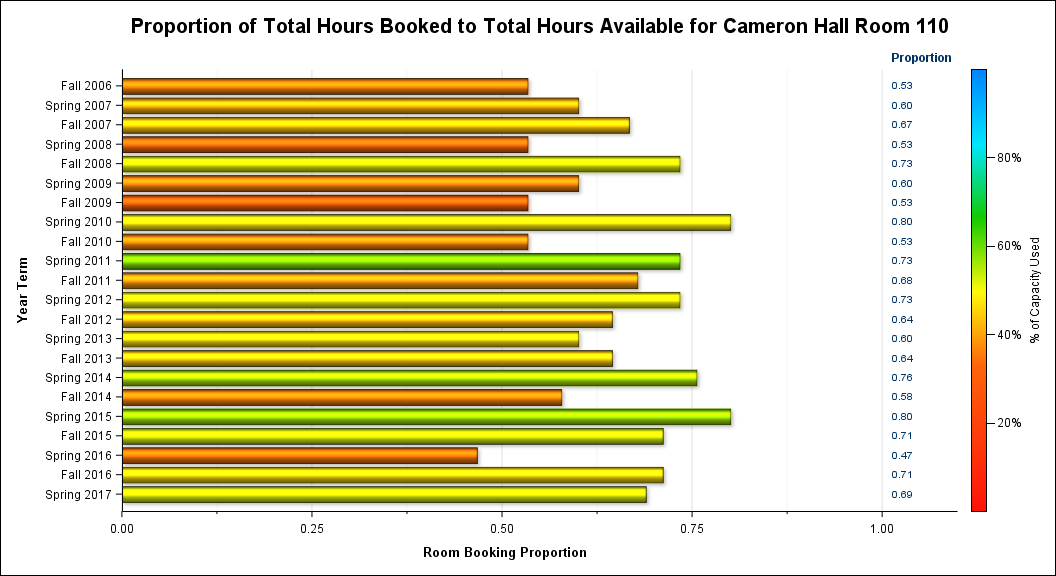 Proportion of Total Hours Booked to Total Hours Available for Cameron Hall Room 110
Proportion
Fall 2006 0.53
Spring 2007 0.60
Fall 2007 0.67
Spring 2008 0.53
Fall 2008 0.73
Spring 2009 0.60
Fall 2009 0.53
Spring 2010 0.80
Fall 2010 0.53
Spring 2011 0.73
Fall 2011 0.68
Spring 2012 0.73
Fall 2012 0.64
Spring 2013 0.60
Fall 2013 0.64
Spring 2014 0.76
Fall 2014 0.58
Spring 2015 0.80
Fall 2015 0.71
Spring 2016 0.47
Fall 2016 0.71
Spring 2017 0.69
Year Term
0.00 0.25 0.50 0.75 1.00
Room Booking Proportion
80%
60%
40%
20%
% of Capacity Used